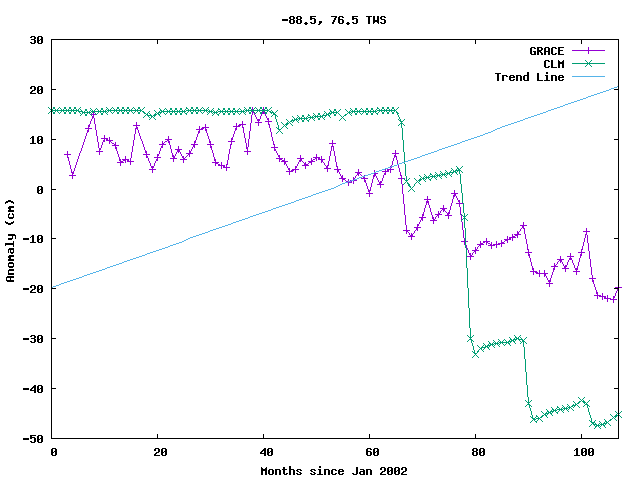 -88.5, 76.5 TWS
GRACE
CLM
Trend Line
30
20
10
0
-10
-20
-30
-40
-50
Anomaly (cm)
0 20 40 60 80 100
Months since Jan 2002